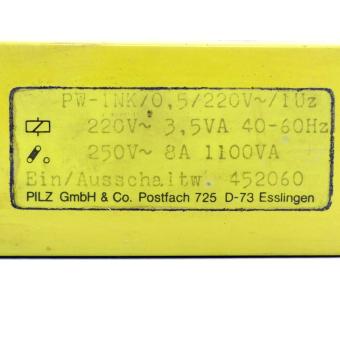 PW-1NK/0,5/220V~/1Uz
220V~ 3,5VA 40-60Hz
250V~ 8A 1100VA
Ein/Ausschaltw 452060
PILZ GmbH & Co. Postfach 725 D-73 Esslingen